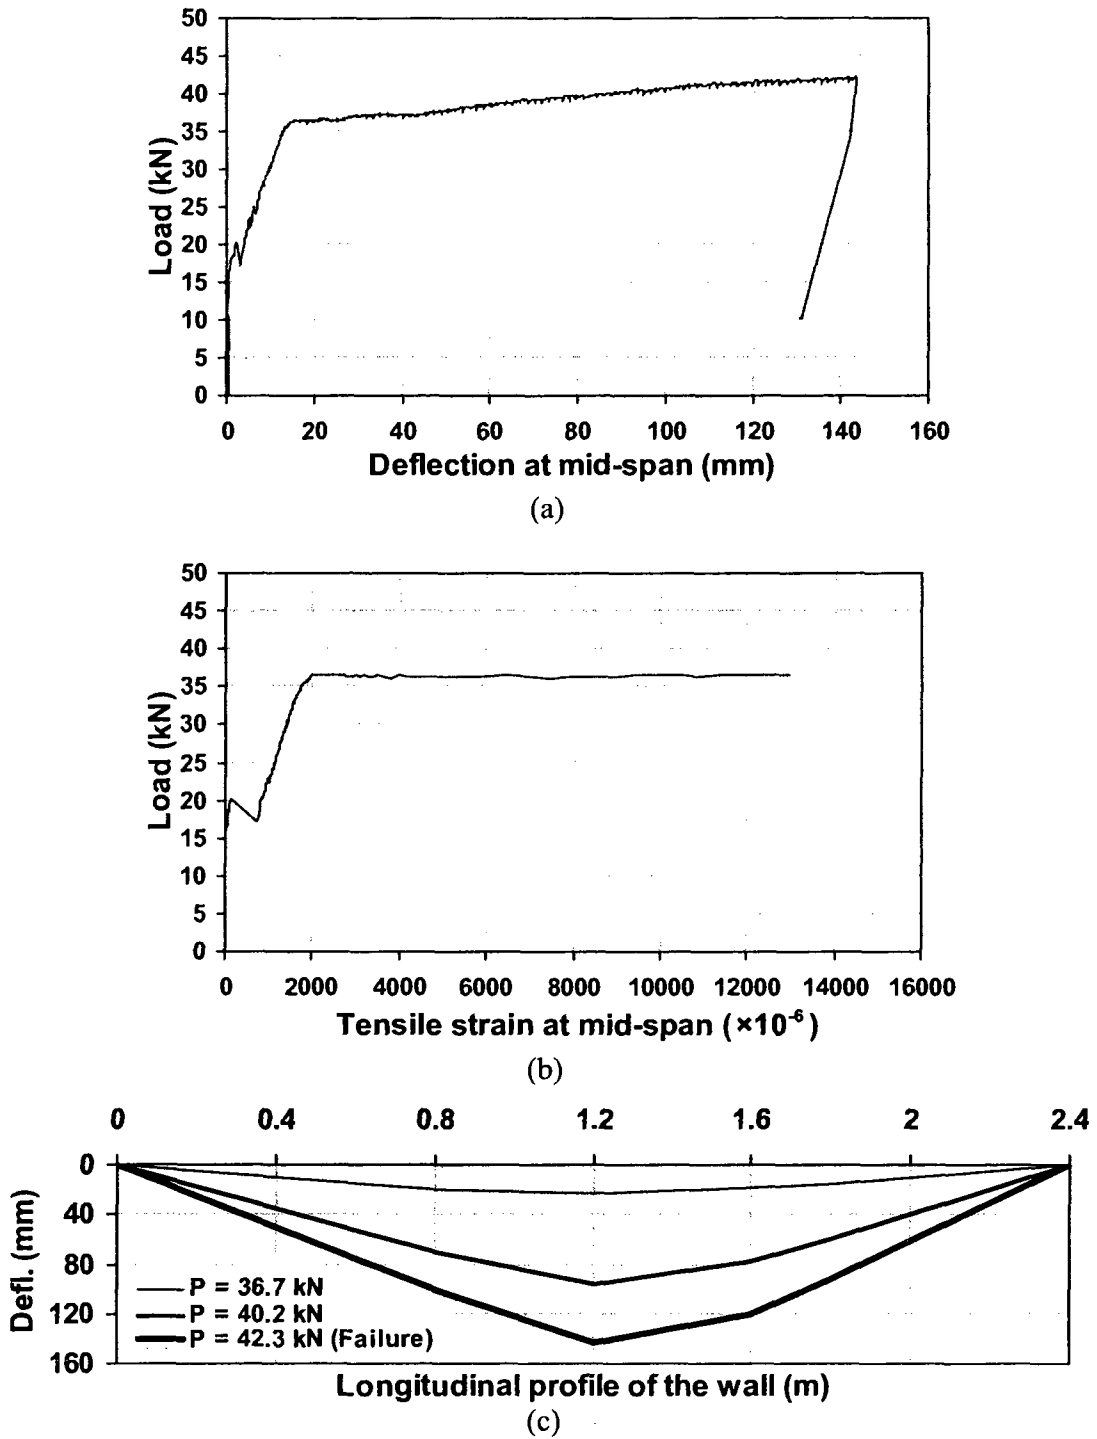 50
45
40
35
30
25
20
15
10
5
0
Load (kN)
0 20 40 60 80 100 120 140 160
Deflection at mid-span (mm)
(a)
50
45
40
35
30
25
20
15
10
5
0
Load (kN)
0 2000 4000 6000 8000 10000 12000 14000 16000
Tensile strain at mid-span (×10⁻⁶)
(b)
0 0.4 0.8 1.2 1.6 2 2.4
0
40
80
120
160
Defl. (mm)
P = 36.7 kN
P = 40.2 kN
P = 42.3 kN (Failure)
Longitudinal profile of the wall (m)
(c)